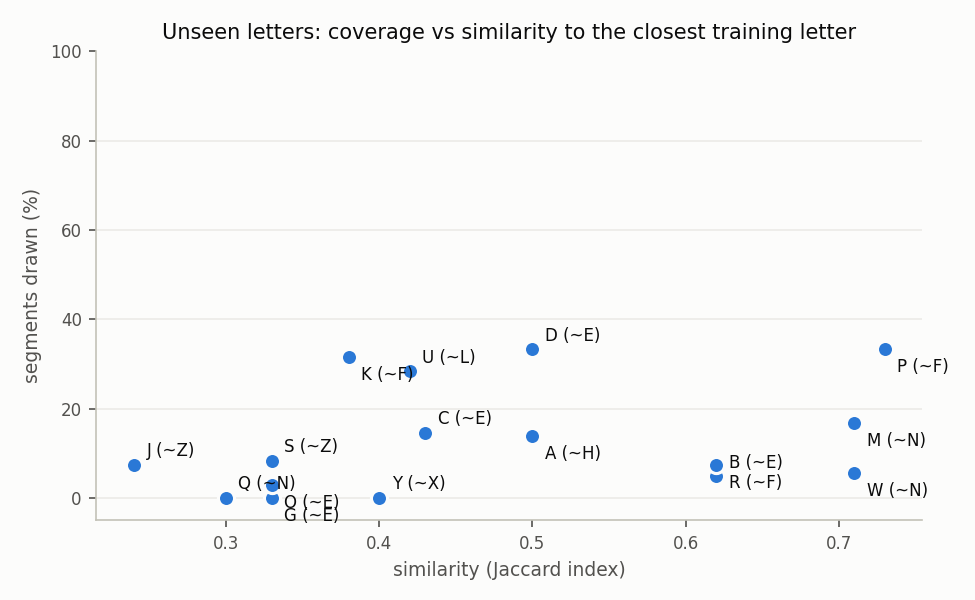 Unseen letters: coverage vs similarity to the closest training letter
100
80
60
40
20
0
segments drawn (%)
D (~E)
U (~L)
K (~F)
P (~F)
C (~E)
M (~N)
A (~H)
S (~Z)
J (~Z)
B (~E)
R (~F)
Q (~N)
Y (~X)
W (~N)
O (~E)
G (~E)
0.3
0.4
0.5
0.6
0.7
similarity (Jaccard index)